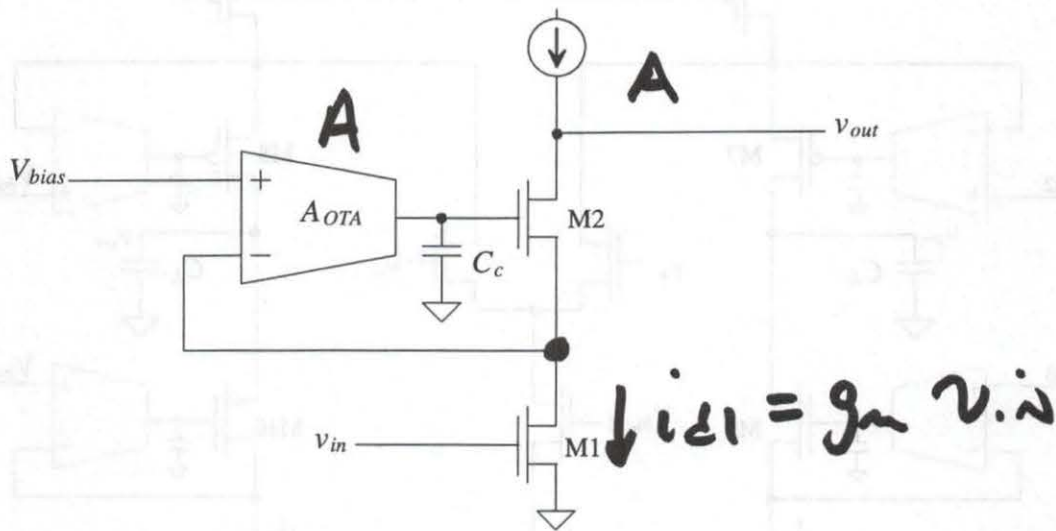 A
A
v_out
V_bias
+
A_OTA
M2
−
C_c
i_d1 = g_m v_in
v_in
M1